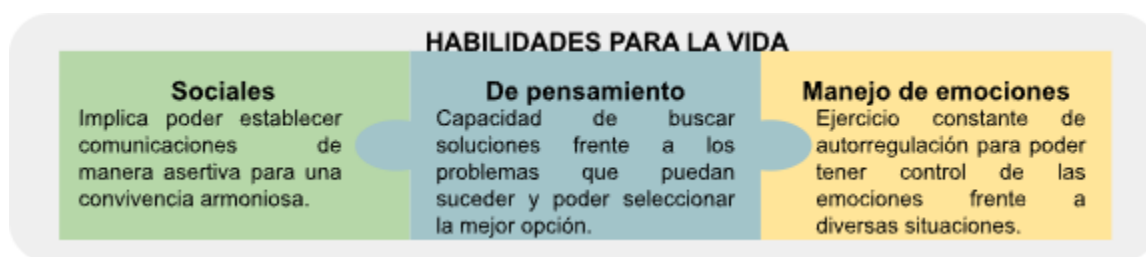 HABILIDADES PARA LA VIDA
Sociales
Implica poder establecer
comunicaciones de
manera asertiva para una
convivencia armoniosa.
De pensamiento
Capacidad de buscar
soluciones frente a los
problemas que puedan
suceder y poder seleccionar
la mejor opción.
Manejo de emociones
Ejercicio constante de
autorregulación para poder
tener control de las
emociones frente a
diversas situaciones.